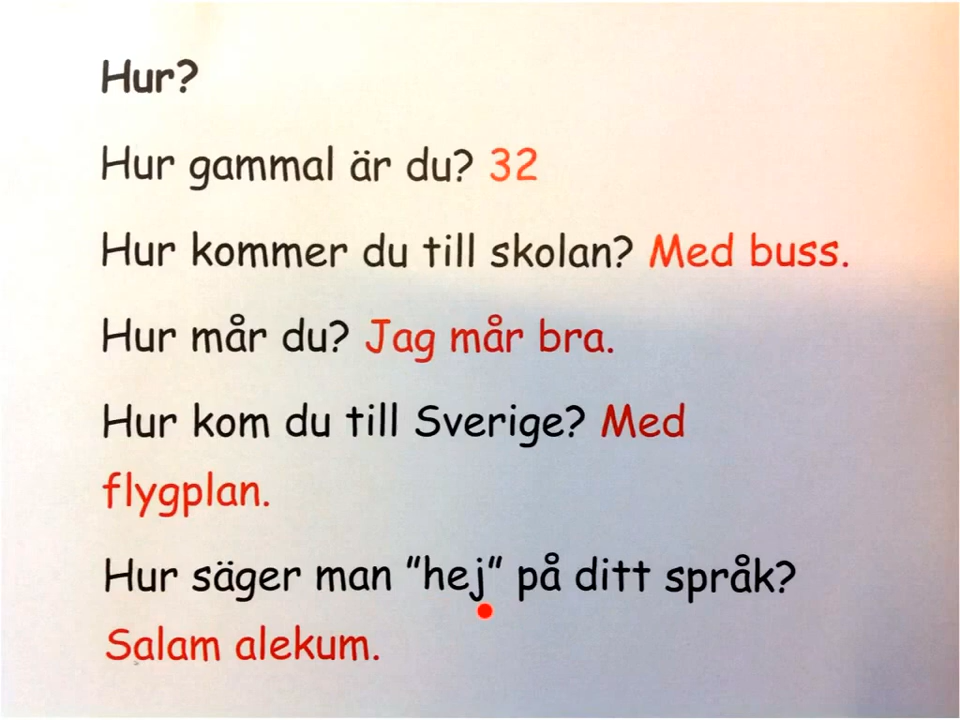 Hur?
Hur gammal är du? 32
Hur kommer du till skolan? Med buss.
Hur mår du? Jag mår bra.
Hur kom du till Sverige? Med
flygplan.
Hur säger man ”hej” på ditt språk?
Salam alekum.